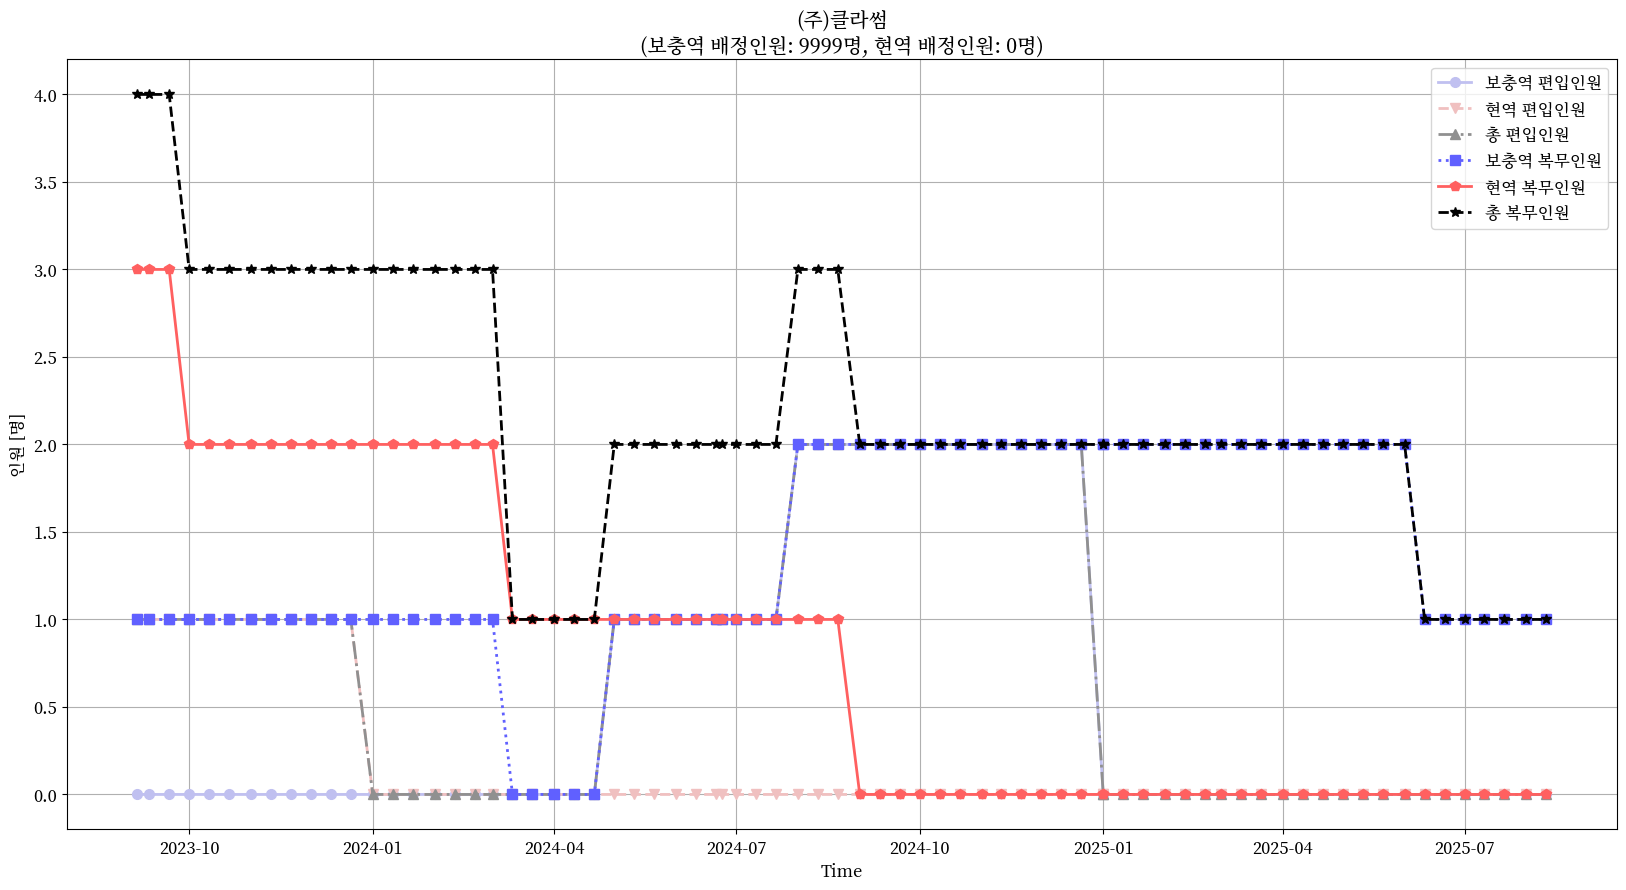 (주)클라썸
(보충역 배정인원: 9999명, 현역 배정인원: 0명)
보충역 편입인원
현역 편입인원
총 편입인원
보충역 복무인원
현역 복무인원
총 복무인원
인원 [명]
4.0
3.5
3.0
2.5
2.0
1.5
1.0
0.5
0.0
2023-10
2024-01
2024-04
2024-07
2024-10
2025-01
2025-04
2025-07
Time